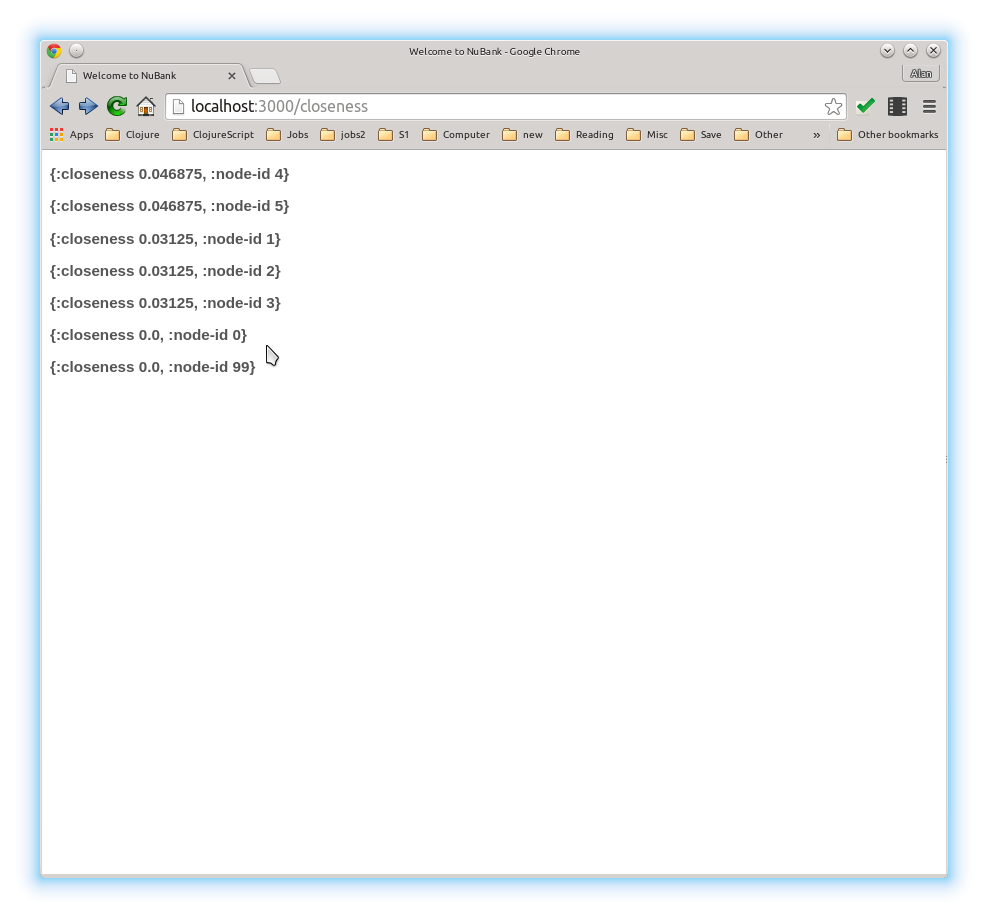 Welcome to NuBank - Google Chrome
Welcome to NuBank
Alan
localhost:3000/closeness
Apps Clojure ClojureScript Jobs jobs2 S1 Computer new Reading Misc Save Other » Other bookmarks
{:closeness 0.046875, :node-id 4}
{:closeness 0.046875, :node-id 5}
{:closeness 0.03125, :node-id 1}
{:closeness 0.03125, :node-id 2}
{:closeness 0.03125, :node-id 3}
{:closeness 0.0, :node-id 0}
{:closeness 0.0, :node-id 99}